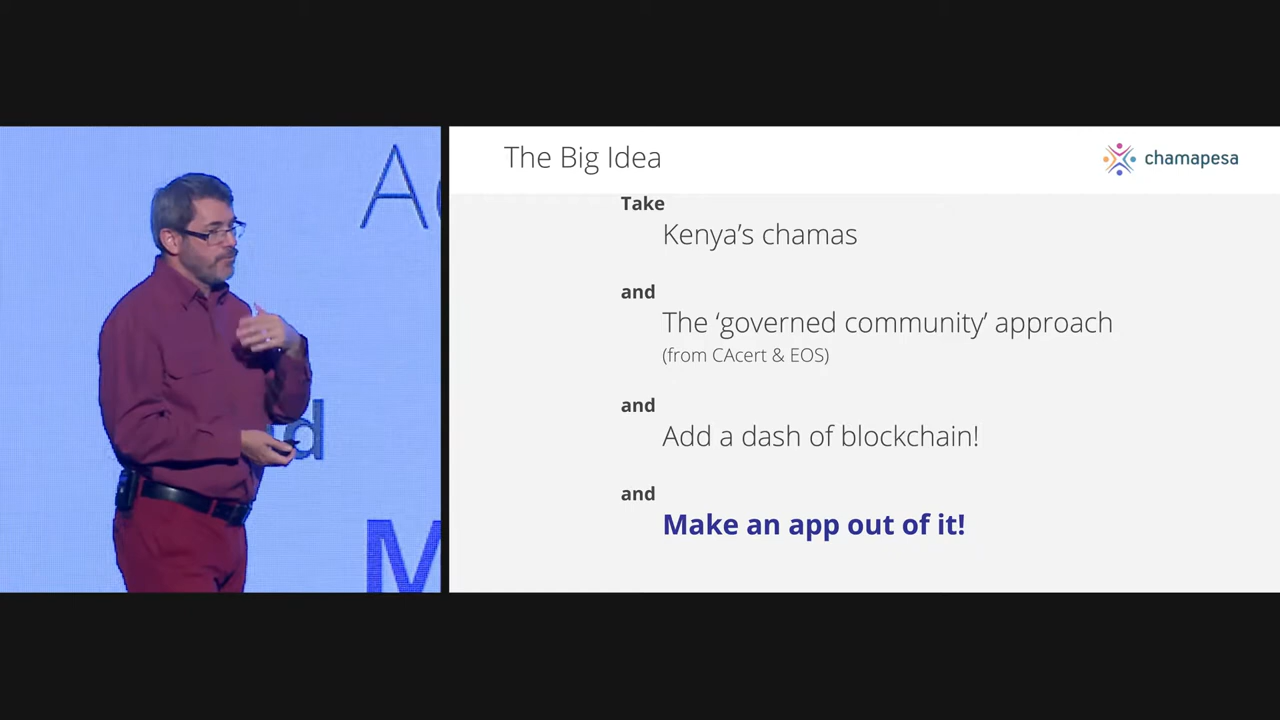 The Big Idea
chamapesa
Take
Kenya’s chamas
and
The ‘governed community’ approach
(from CAcert & EOS)
and
Add a dash of blockchain!
and
Make an app out of it!
A
d
M